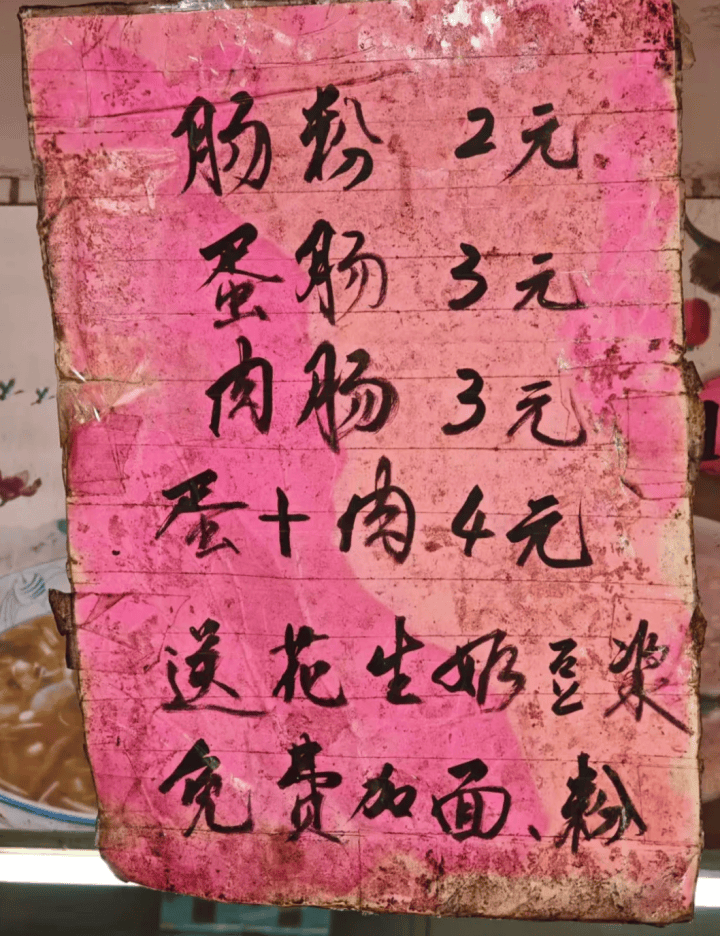 肠粉 2元
蛋肠 3元
肉肠 3元
蛋+肉 4元
送花生奶豆浆
免费加面、粉